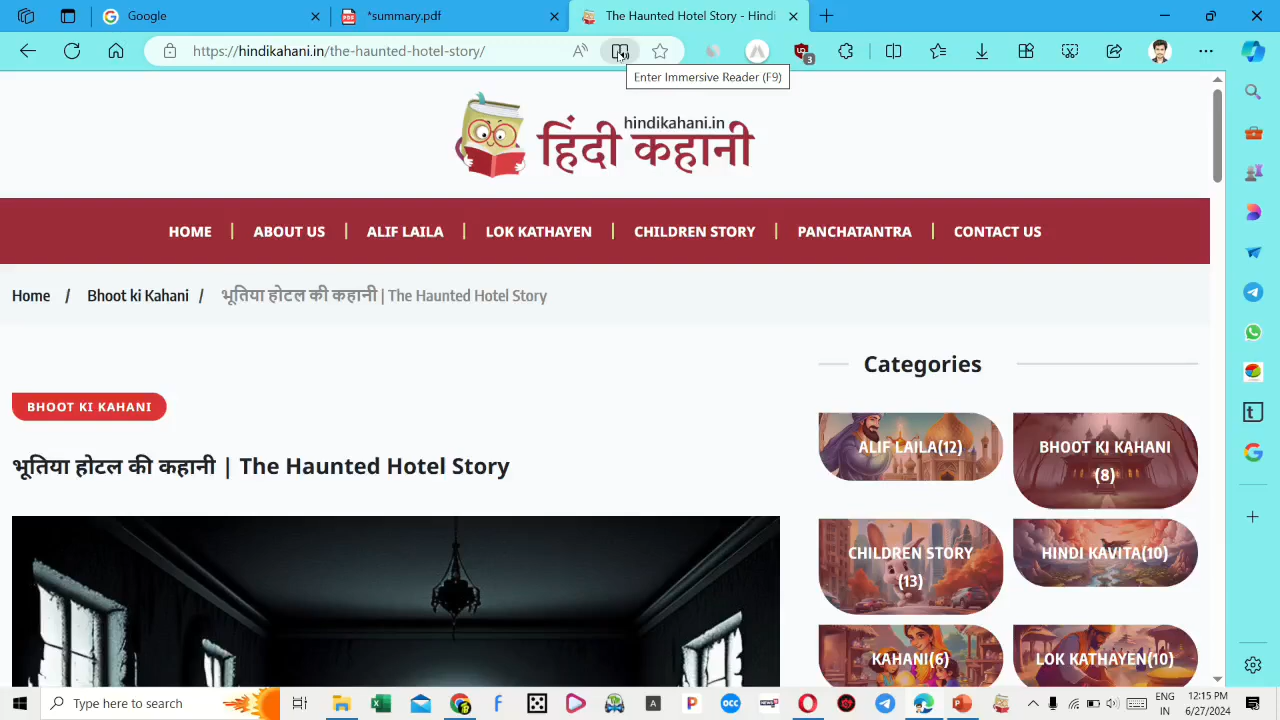 Google
*summary.pdf
The Haunted Hotel Story - Hindi
https://hindikahani.in/the-haunted-hotel-story/
3
Enter Immersive Reader (F9)
hindikahani.in
हिंदी कहानी
HOME
ABOUT US
ALIF LAILA
LOK KATHAYEN
CHILDREN STORY
PANCHATANTRA
CONTACT US
Home / Bhoot ki Kahani / भूतिया होटल की कहानी | The Haunted Hotel Story
BHOOT KI KAHANI
भूतिया होटल की कहानी | The Haunted Hotel Story
Categories
ALIF LAILA(12)
BHOOT KI KAHANI
(8)
CHILDREN STORY
(13)
HINDI KAVITA(10)
KAHANI(6)
LOK KATHAYEN(10)
Type here to search
ENG
IN
12:15 PM
6/27/2024